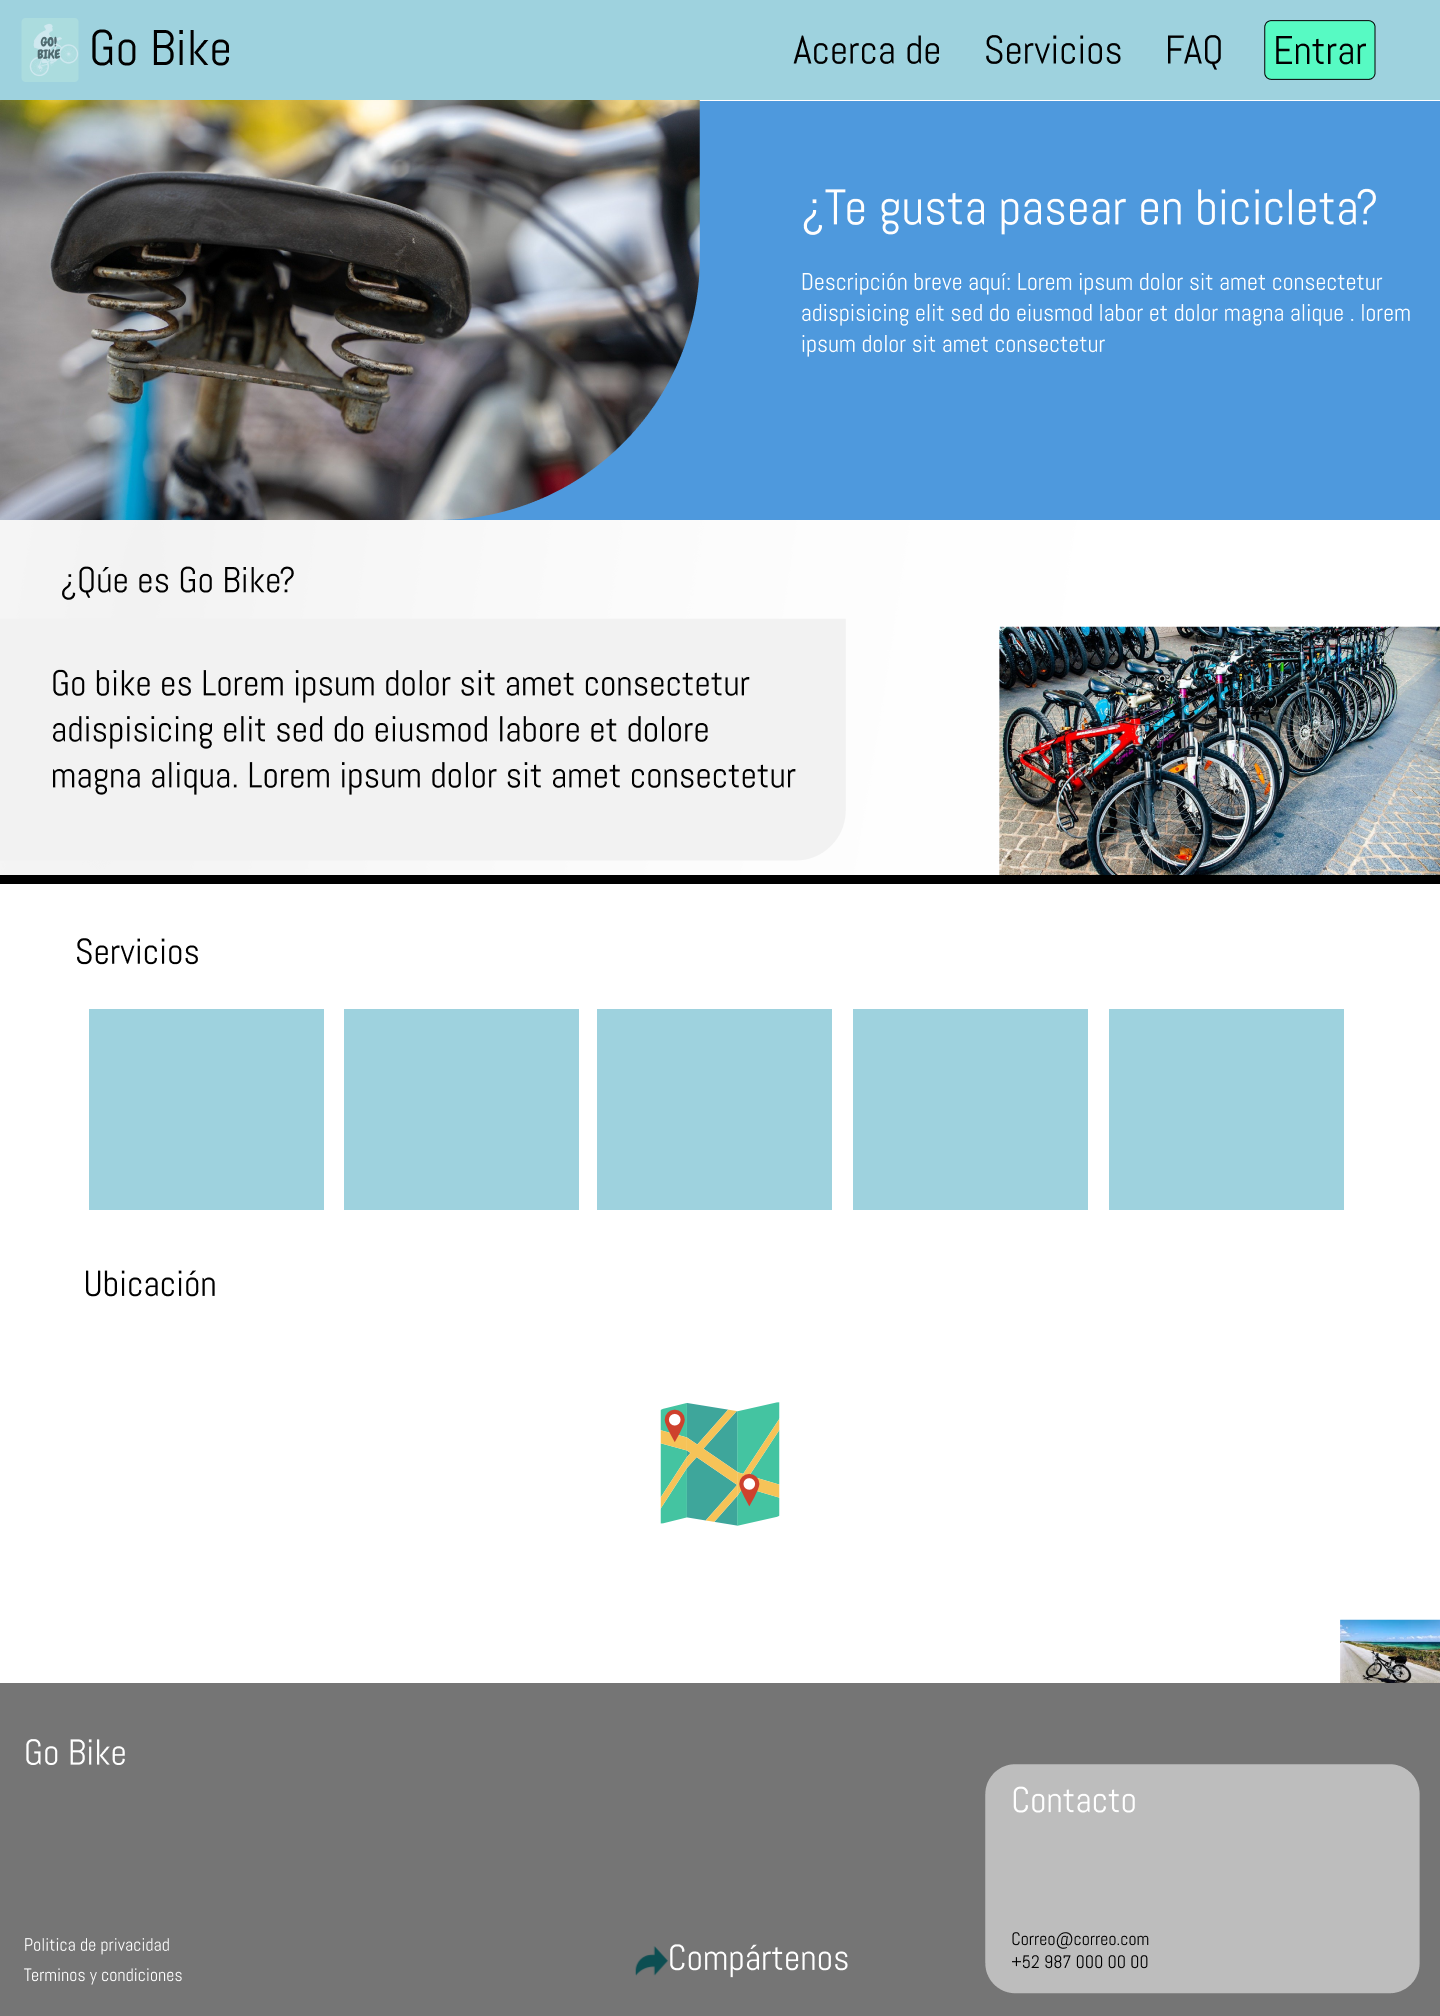 GO!
BIKE
Go Bike
Acerca de
Servicios
FAQ
Entrar
¿Te gusta pasear en bicicleta?
Descripción breve aquí: Lorem ipsum dolor sit amet consectetur
adispisicing elit sed do eiusmod labor et dolor magna alique . lorem
ipsum dolor sit amet consectetur
¿Qúe es Go Bike?
Go bike es Lorem ipsum dolor sit amet consectetur
adispisicing elit sed do eiusmod labore et dolore
magna aliqua. Lorem ipsum dolor sit amet consectetur
Servicios
Ubicación
Go Bike
Contacto
Correo@correo.com
+52 987 000 00 00
Politica de privacidad
Terminos y condiciones
Compártenos